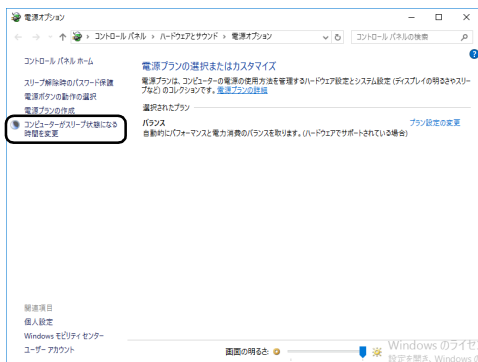 電源オプション
コントロール パネル › ハードウェアとサウンド › 電源オプション
コントロール パネルの検索
コントロール パネル ホーム
スリープ解除時のパスワード保護
電源ボタンの動作の選択
電源プランの作成
コンピューターがスリープ状態になる
時間を変更
電源プランの選択またはカスタマイズ
電源プランは、コンピューターの電源の使用方法を管理するハードウェア設定とシステム設定 (ディスプレイの明るさやスリー
プなど) のコレクションです。電源プランの詳細
選択されたプラン
バランス
プラン設定の変更
自動的にパフォーマンスと電力消費のバランスを取ります。(ハードウェアでサポートされている場合)
関連項目
個人設定
Windows モビリティ センター
ユーザー アカウント
画面の明るさ:
Windows のライセ
設定を開き、Windows の